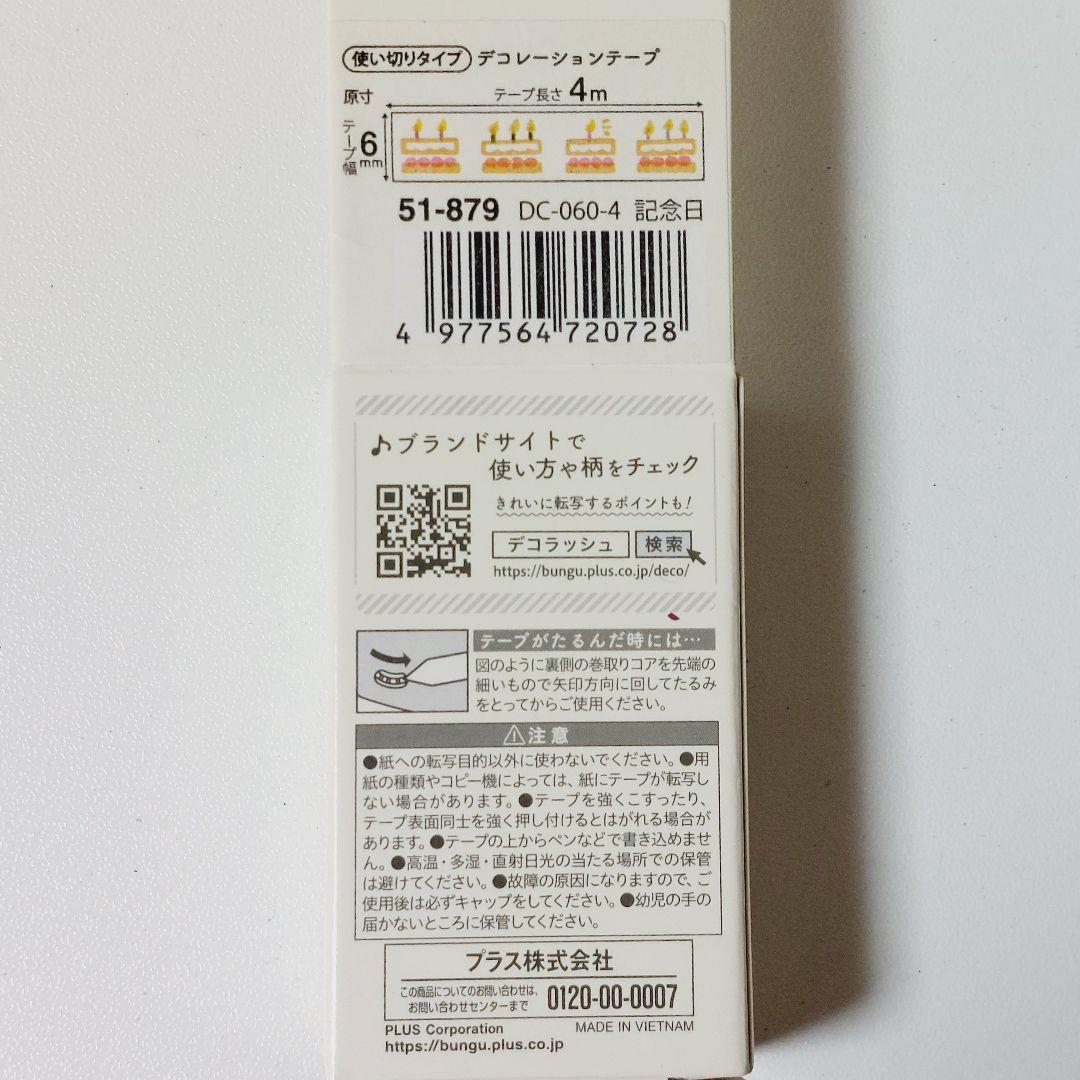 使い切りタイプ デコレーションテープ
原寸 テープ長さ 4m
テープ幅 6mm
51-879 DC-060-4 記念日
4 977564 720728
♪ブランドサイトで
使い方や柄をチェック
きれいに転写するポイントも!
デコラッシュ 検索
https://bungu.plus.co.jp/deco/
テープがたるんだ時には…
図のように裏側の巻取りコアを先端の
細いもので矢印方向に回してたるみ
をとってからご使用ください。
⚠注意
●紙への転写目的以外に使わないでください。●用
紙の種類やコピー機によっては、紙にテープが転写し
ない場合があります。●テープを強くこすったり、
テープ表面同士を強く押し付けるとはがれる場合が
あります。●テープの上からペンなどで書き込めませ
ん。●高温・多湿・直射日光の当たる場所での保管
は避けてください。●故障の原因になりますので、ご
使用後は必ずキャップをしてください。●幼児の手の
届かないところに保管してください。
プラス株式会社
この商品についてのお問い合わせは、
お問い合わせセンターまで 0120-00-0007
PLUS Corporation MADE IN VIETNAM
https://bungu.plus.co.jp